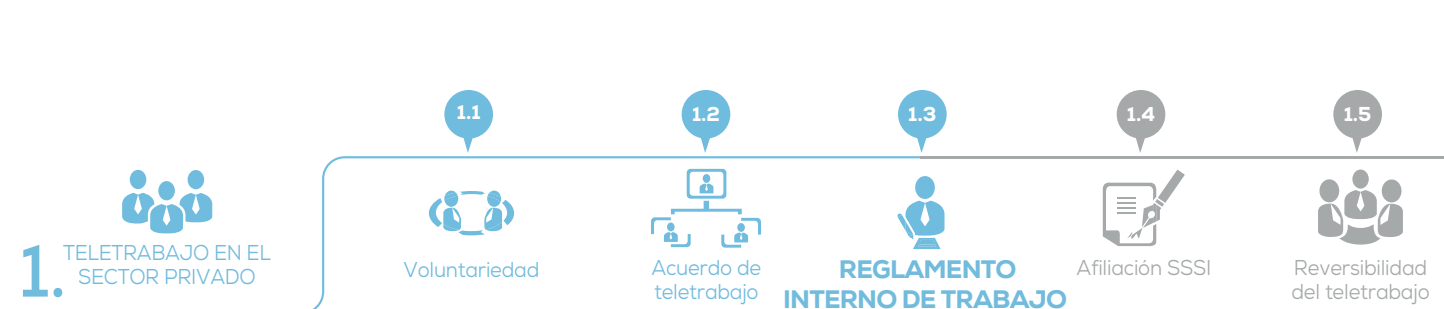 1.1
1.2
1.3
1.4
1.5
1. TELETRABAJO EN EL
SECTOR PRIVADO
Voluntariedad
Acuerdo de
teletrabajo
REGLAMENTO
INTERNO DE TRABAJO
Afiliación SSSI
Reversibilidad
del teletrabajo